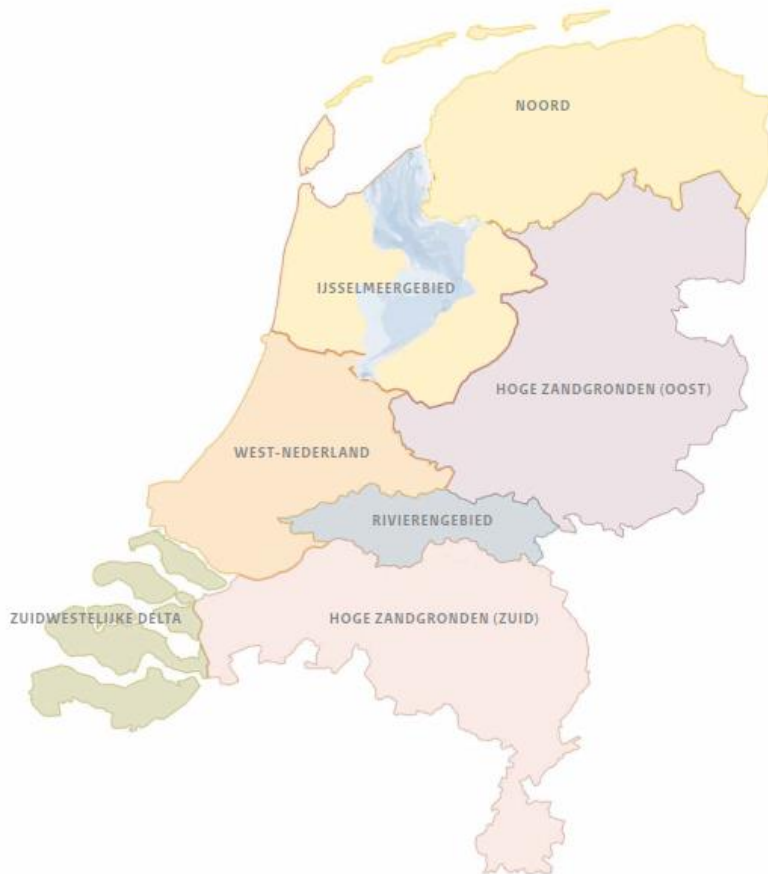 NOORD
IJSSELMEERGEBIED
HOGE ZANDGRONDEN (OOST)
WEST-NEDERLAND
RIVIERENGEBIED
ZUIDWESTELIJKE DELTA
HOGE ZANDGRONDEN (ZUID)